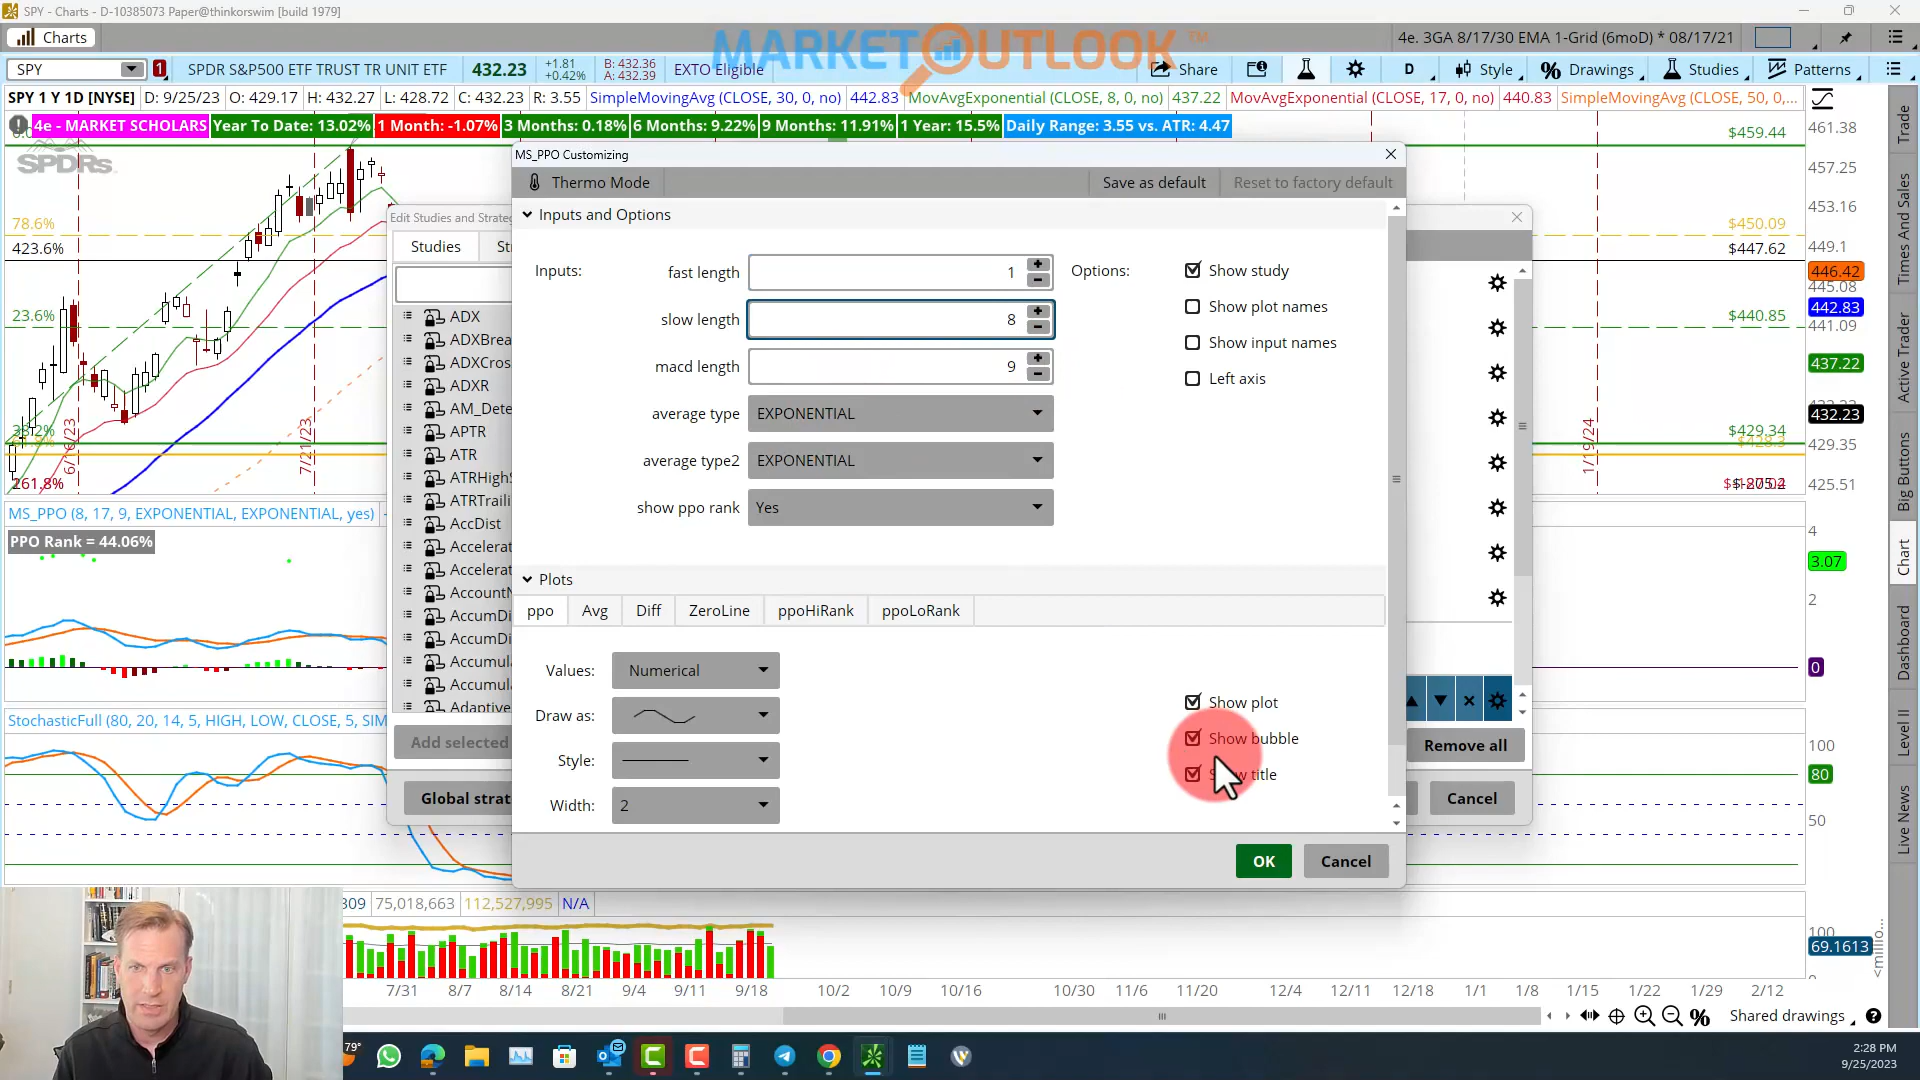 SPY - Charts - D-10385073 Paper@thinkorswim [build 1979]
Charts
MARKET OUTLOOK TM
4e. 3GA 8/17/30 EMA 1-Grid (6moD) * 08/17/21
SPY
1
SPDR S&P500 ETF TRUST TR UNIT ETF
432.23
+1.81
+0.42%
B: 432.36
A: 432.39
EXTO Eligible
Share
D
Style
Drawings
Studies
Patterns
SPY 1 Y 1D [NYSE]
D: 9/25/23
O: 429.17
H: 432.27
L: 428.72
C: 432.23
R: 3.55
SimpleMovingAvg (CLOSE, 30, 0, no)
442.83
MovAvgExponential (CLOSE, 8, 0, no)
437.22
MovAvgExponential (CLOSE, 17, 0, no)
440.83
SimpleMovingAvg (CLOSE, 50, 0,...
4e - MARKET SCHOLARS
Year To Date: 13.02%
1 Month: -1.07%
3 Months: 0.18%
6 Months: 9.22%
9 Months: 11.91%
1 Year: 15.5%
Daily Range: 3.55 vs. ATR: 4.47
SPDRs
78.6%
423.6%
23.6%
38.2%
261.8%
6/16/23
7/21/23
1/19/24
$459.44
$450.09
$447.62
$440.85
$429.34
$428.3
461.38
457.25
453.16
449.1
446.42
445.08
442.83
441.09
437.22
432.23
429.35
425.51
Edit Studies and Strateg
Studies
St
ADX
ADXBrea
ADXCros
ADXR
AM_Dete
APTR
ATR
ATRHigh
ATRTraili
AccDist
Accelerat
Accelerat
AccountN
AccumDi
AccumDi
Accumula
Accumula
Adaptive
Add selected
Global strat
Remove all
Cancel
MS_PPO Customizing
Thermo Mode
Save as default
Reset to factory default
Inputs and Options
Inputs:
fast length
1
slow length
8
macd length
9
average type
EXPONENTIAL
average type2
EXPONENTIAL
show ppo rank
Yes
Options:
Show study
Show plot names
Show input names
Left axis
Plots
ppo
Avg
Diff
ZeroLine
ppoHiRank
ppoLoRank
Values:
Numerical
Draw as:
Style:
Width:
2
Show plot
Show bubble
Show title
OK
Cancel
MS_PPO (8, 17, 9, EXPONENTIAL, EXPONENTIAL, yes)
PPO Rank = 44.06%
4
3.07
2
0
StochasticFull (80, 20, 14, 5, HIGH, LOW, CLOSE, 5, SIM
100
80
50
309
75,018,663
112,527,995
N/A
100
69.1613
0
<millio...
7/31
8/7
8/14
8/21
9/4
9/11
9/18
10/2
10/9
10/16
10/30
11/6
11/20
12/4
12/11
12/18
1/1
1/8
1/15
1/22
1/29
2/12
Shared drawings
Trade
Times And Sales
Active Trader
Big Buttons
Chart
Dashboard
Level II
Live News
79°
2:28 PM
9/25/2023